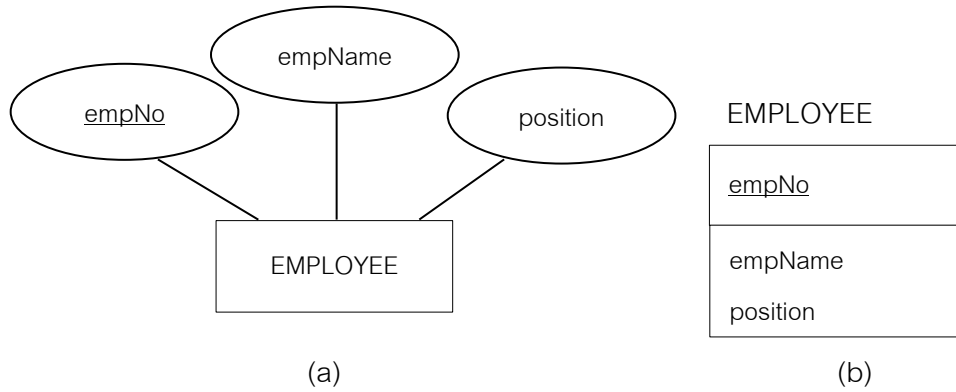 empName
empNo
position
EMPLOYEE
(a)
EMPLOYEE
empNo
empName
position
(b)